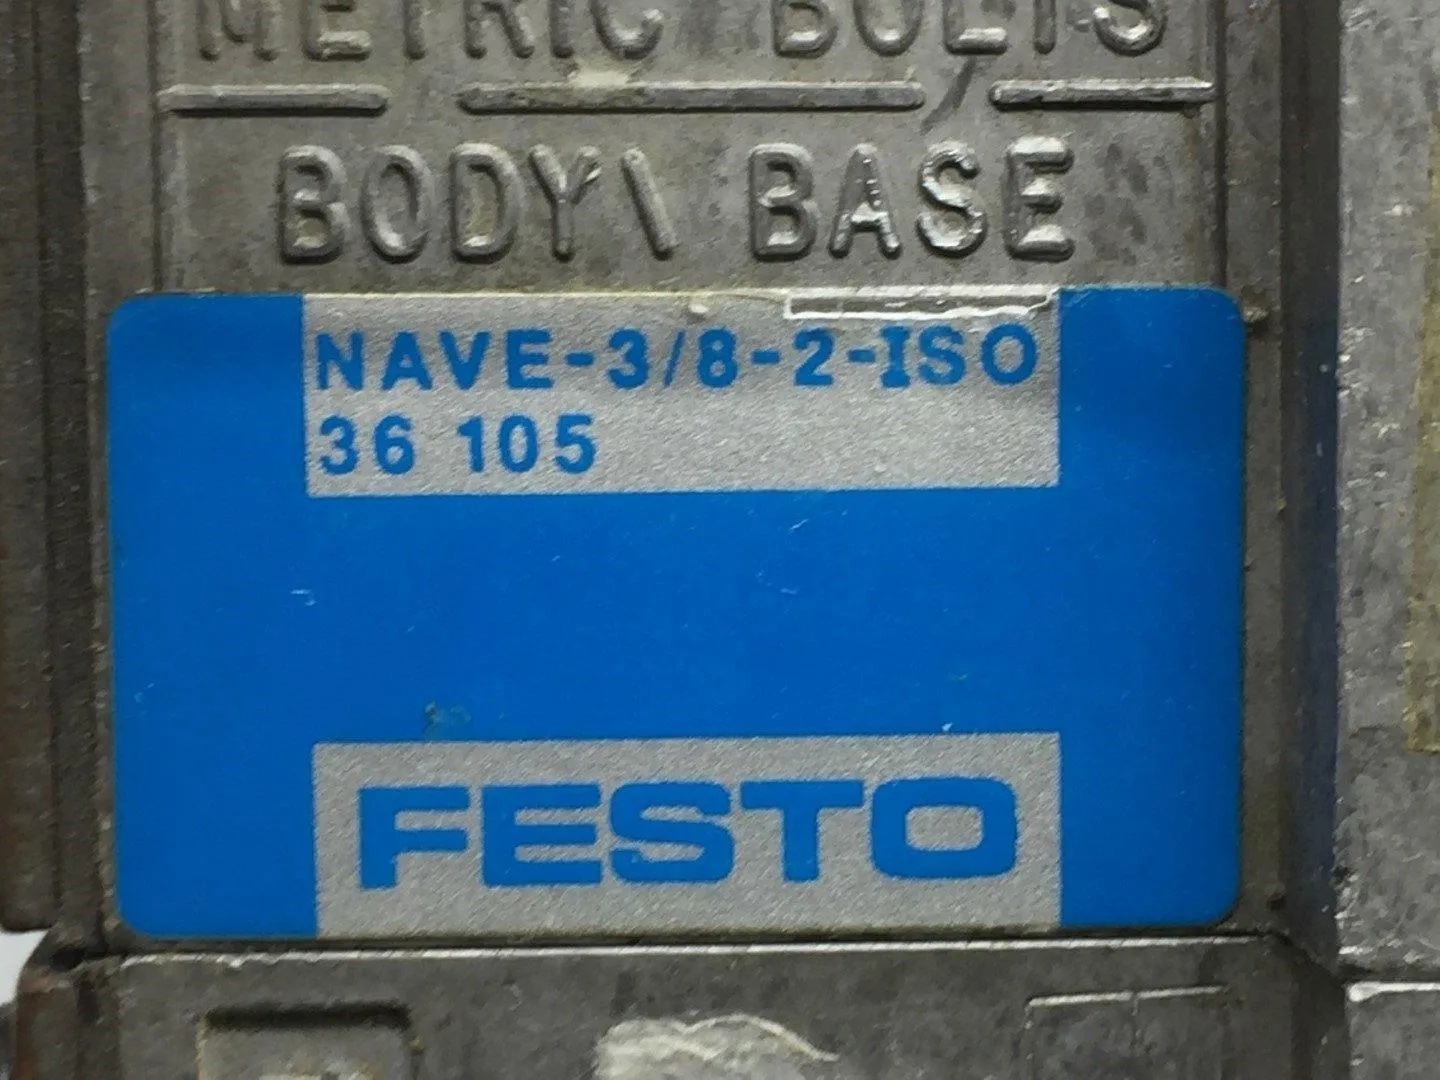 METRIC BOLTS
BODY\ BASE
NAVE-3/8-2-ISO
36 105
FESTO